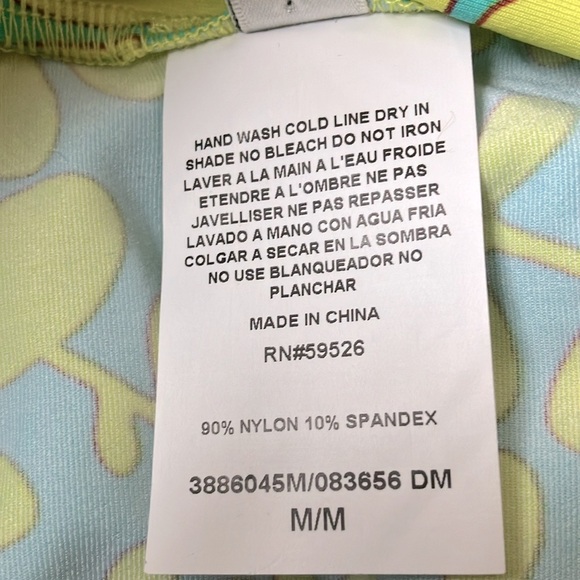 HAND WASH COLD LINE DRY IN
SHADE NO BLEACH DO NOT IRON
LAVER A LA MAIN A L'EAU FROIDE
ETENDRE A L'OMBRE NE PAS
JAVELLISER NE PAS REPASSER
LAVADO A MANO CON AGUA FRIA
COLGAR A SECAR EN LA SOMBRA
NO USE BLANQUEADOR NO
PLANCHAR
MADE IN CHINA
RN#59526
90% NYLON 10% SPANDEX
3886045M/083656 DM
M/M